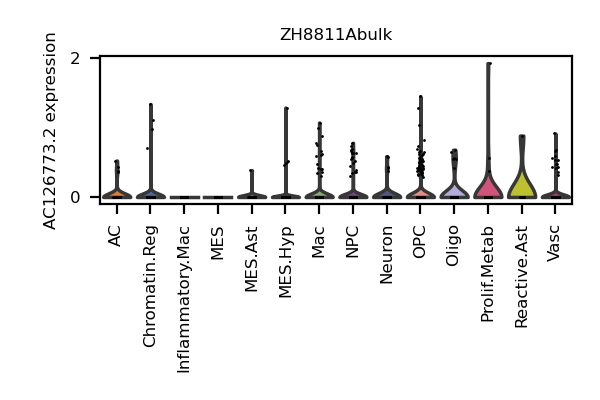 ZH8811Abulk
AC126773.2 expression
2
0
AC
Chromatin.Reg
Inflammatory.Mac
MES
MES.Ast
MES.Hyp
Mac
NPC
Neuron
OPC
Oligo
Prolif.Metab
Reactive.Ast
Vasc